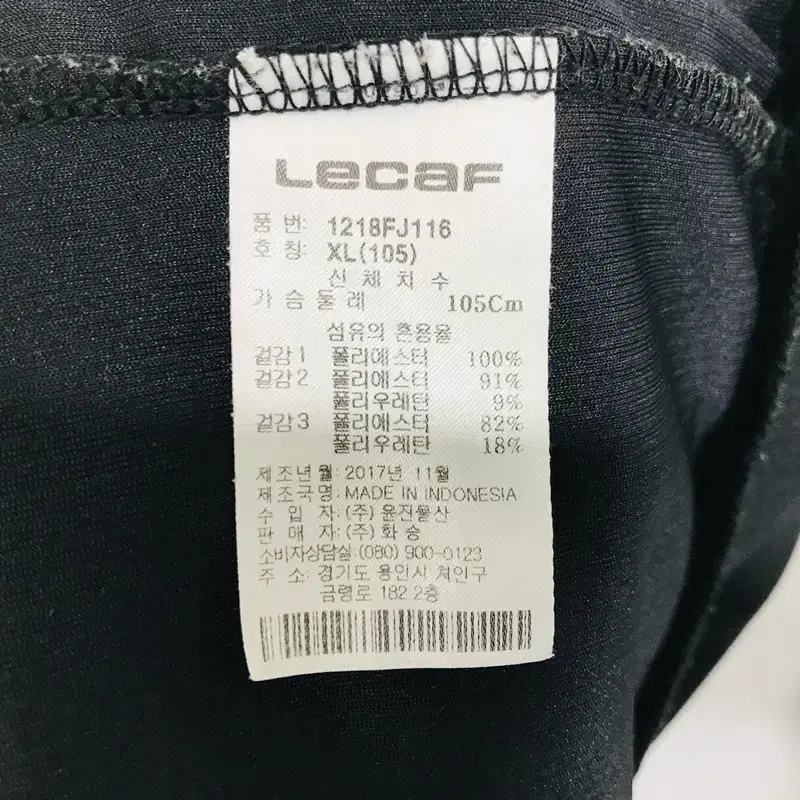 Lecaf
품 번: 1218FJ116
호 칭: XL(105)
신 체 치 수
가 슴 둘 레 105Cm
섬유의 혼용율
겉감1 폴리에스터 100%
겉감2 폴리에스터 91%
폴리우레탄 9%
겉감3 폴리에스터 82%
폴리우레탄 18%
제조년월: 2017년 11월
제조국명: MADE IN INDONESIA
수 입 자: (주) 윤진물산
판 매 자: (주) 화 승
소비자상담실: (080) 900-0123
주 소: 경기도 용인시 처인구
금령로 182 2층